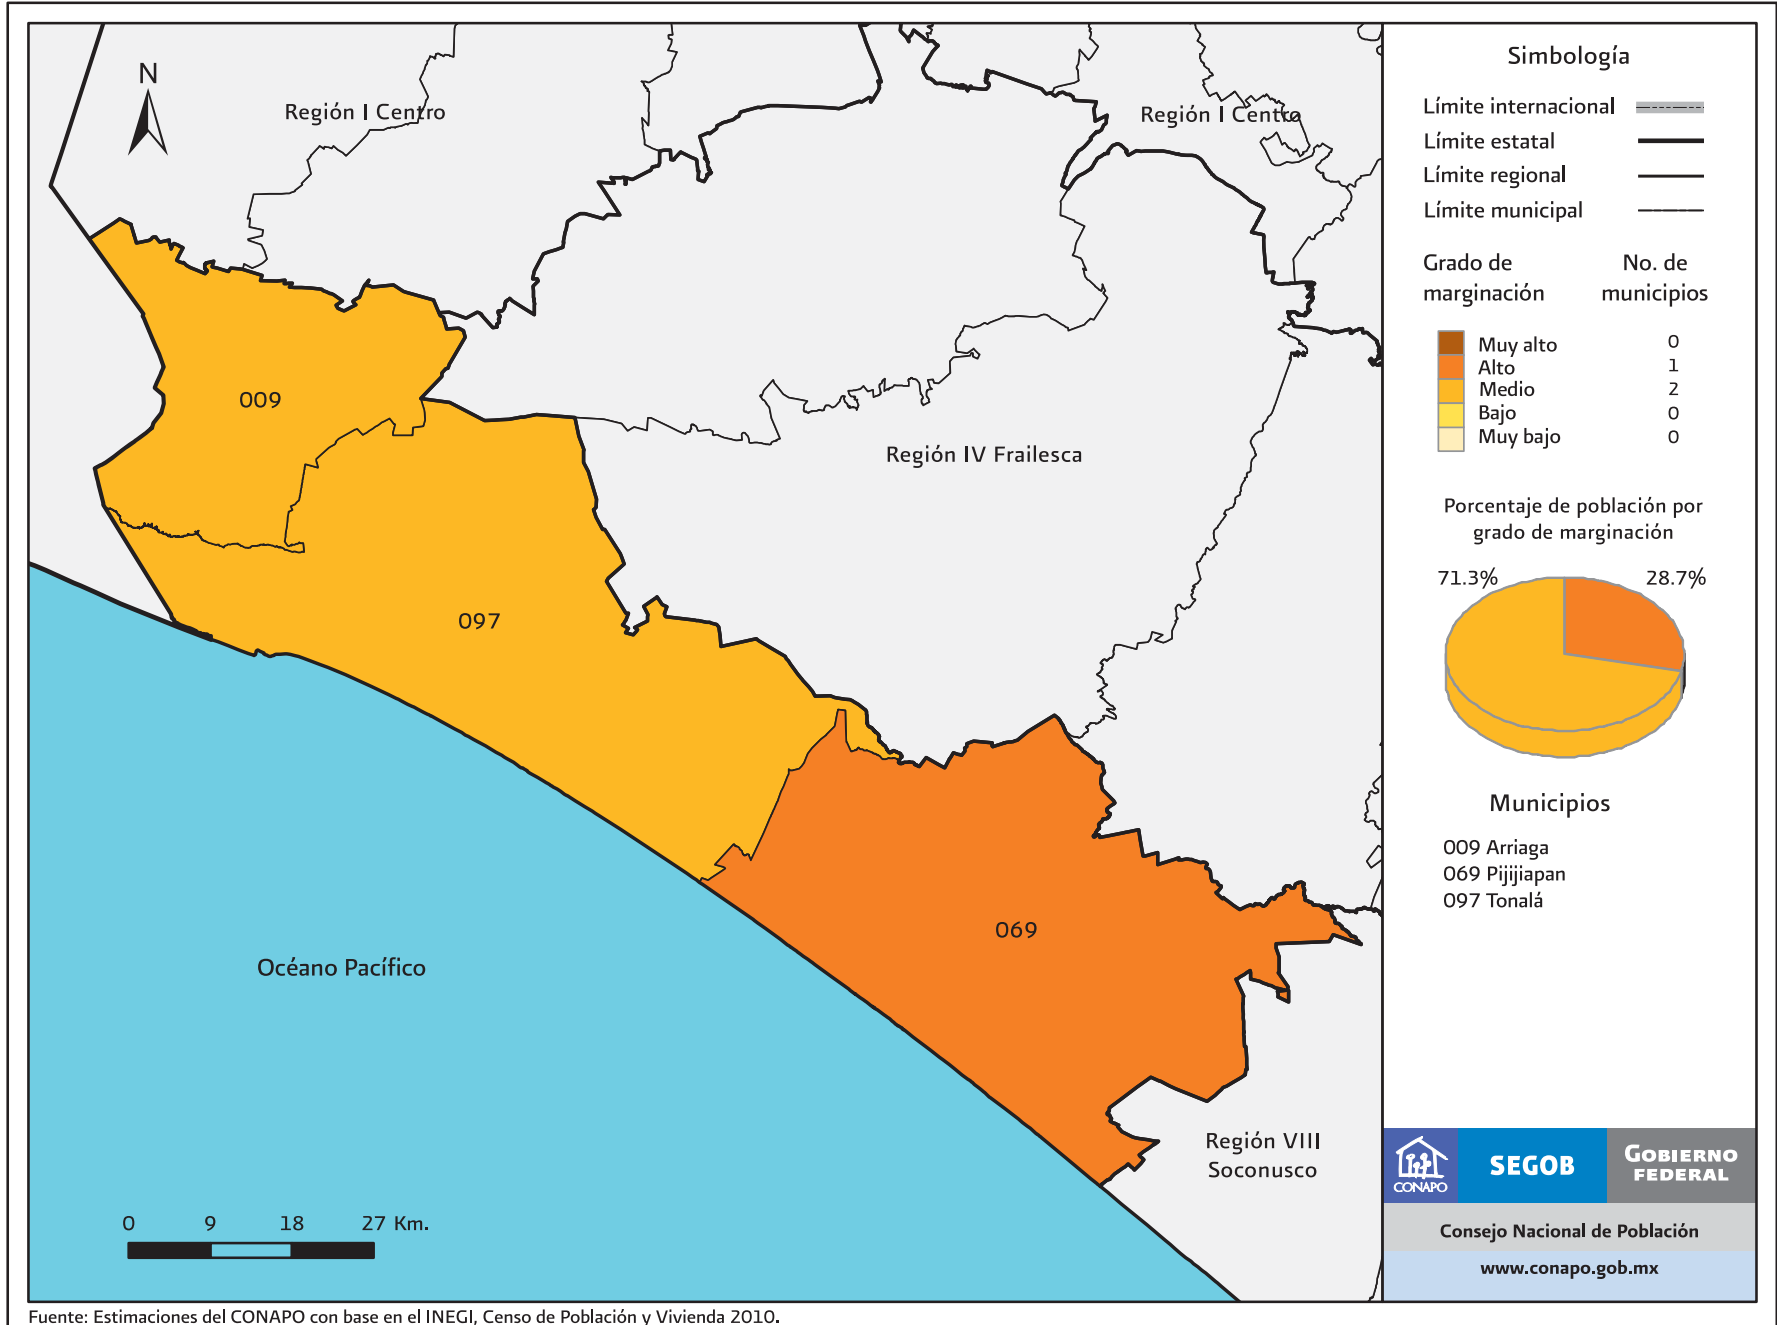 N
Región I Centro
Región I Centro
009
Región IV Frailesca
097
069
Océano Pacífico
Región VIII
Soconusco
0 9 18 27 Km.
Simbología
Límite internacional
Límite estatal
Límite regional
Límite municipal
Grado de marginación No. de municipios
Muy alto 0
Alto 1
Medio 2
Bajo 0
Muy bajo 0
Porcentaje de población por
grado de marginación
71.3% 28.7%
Municipios
009 Arriaga
069 Pijijiapan
097 Tonalá
CONAPO
SEGOB
GOBIERNO
FEDERAL
Consejo Nacional de Población
www.conapo.gob.mx
Fuente: Estimaciones del CONAPO con base en el INEGI, Censo de Población y Vivienda 2010.